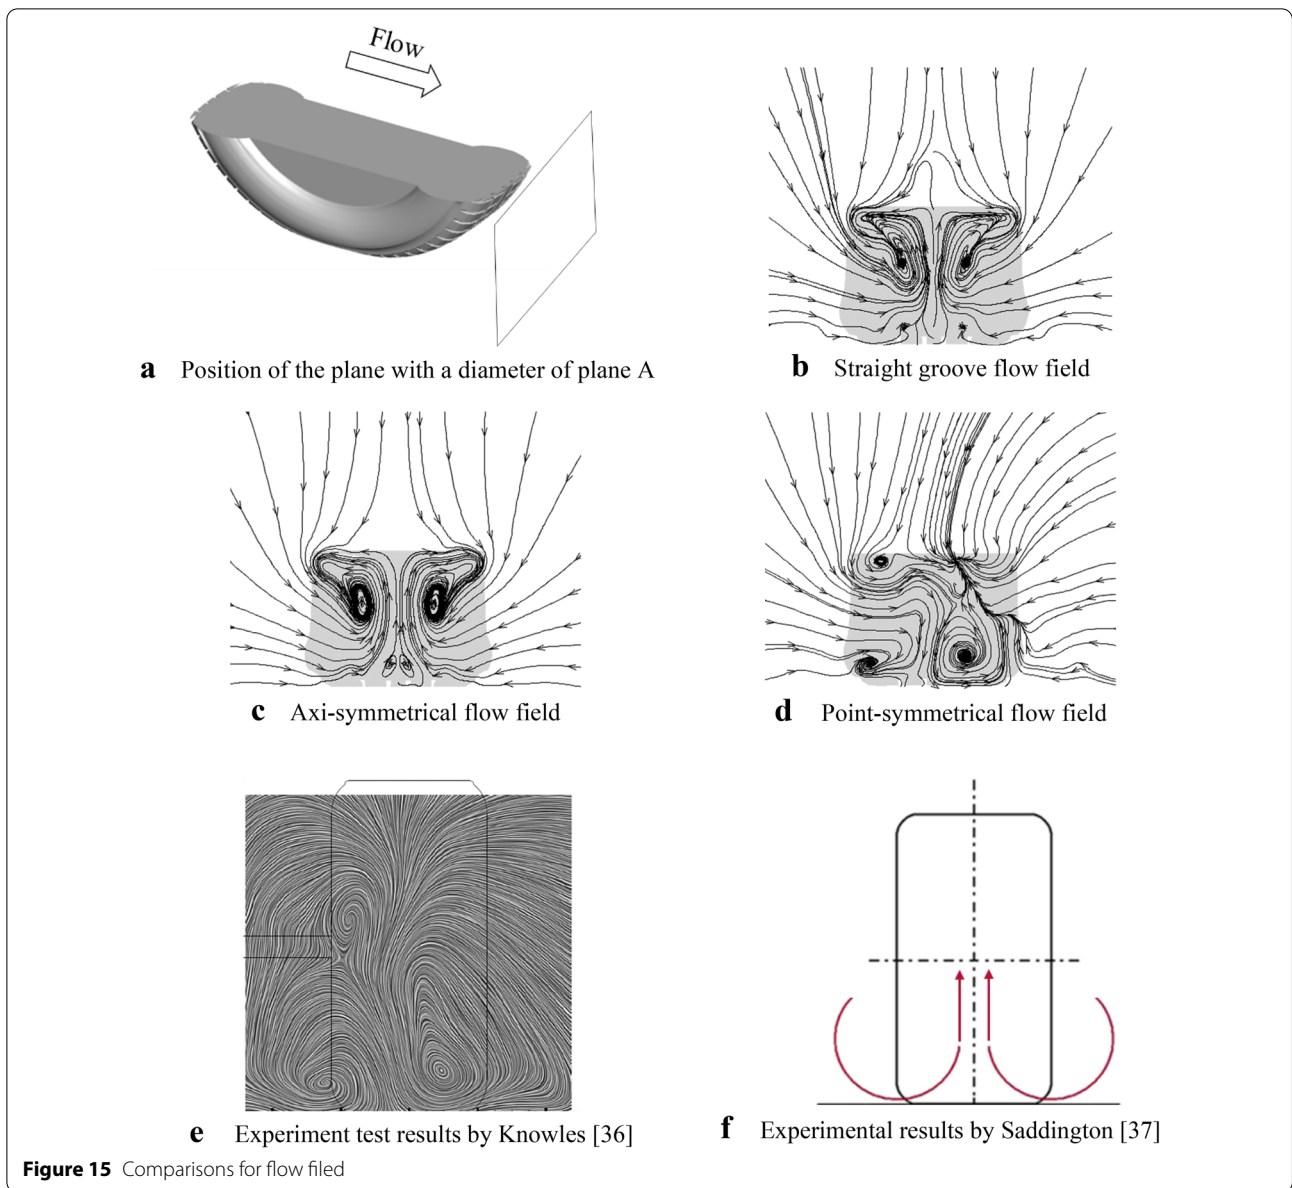 Flow
a Position of the plane with a diameter of plane A
b Straight groove flow field
c Axi-symmetrical flow field
d Point-symmetrical flow field
e Experiment test results by Knowles [36]
f Experimental results by Saddington [37]
Figure 15 Comparisons for flow filed